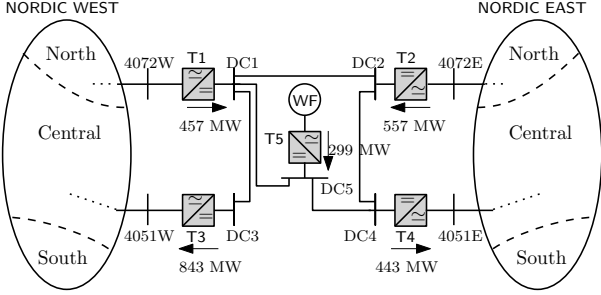 NORDIC WEST
NORDIC EAST
North
4072W
T1
DC1
DC2
T2
4072E
North
457 MW
WF
557 MW
Central
T5
299 MW
Central
DC5
4051W
T3
DC3
DC4
T4
4051E
South
843 MW
443 MW
South